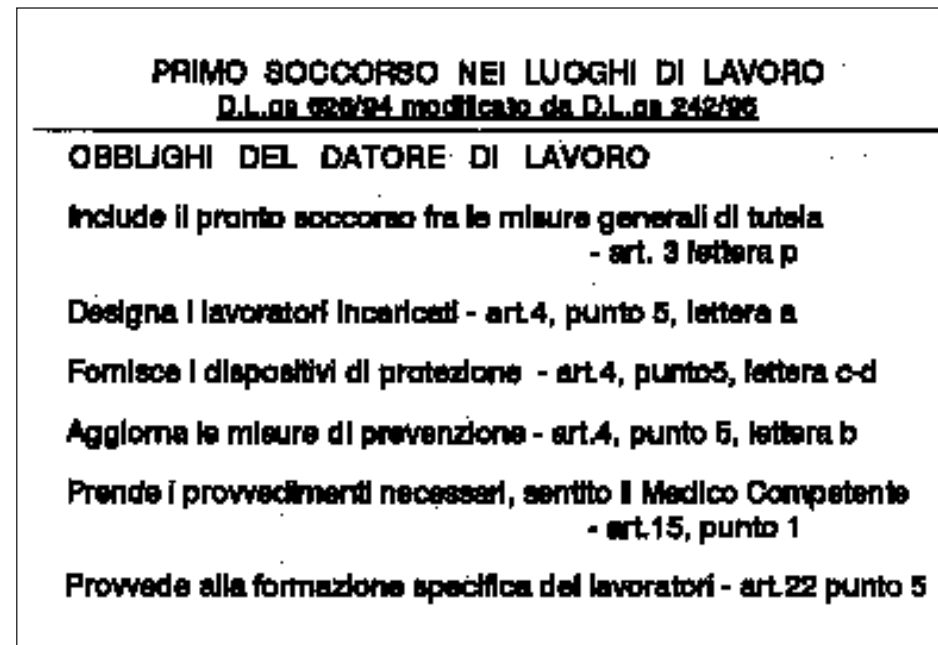 PRIMO SOCCORSO NEI LUOGHI DI LAVORO
D.L.gs 626/94 modificato da D.L.gs 242/96
OBBLIGHI DEL DATORE DI LAVORO
Include il pronto soccorso fra le misure generali di tutela
- art. 3 lettera p
Designa i lavoratori incaricati - art.4, punto 5, lettera a
Fornisce i dispositivi di protezione - art.4, punto5, lettera c-d
Aggiorna le misure di prevenzione - art.4, punto 5, lettera b
Prende i provvedimenti necessari, sentito il Medico Competente
- art.15, punto 1
Provvede alla formazione specifica dei lavoratori - art.22 punto 5